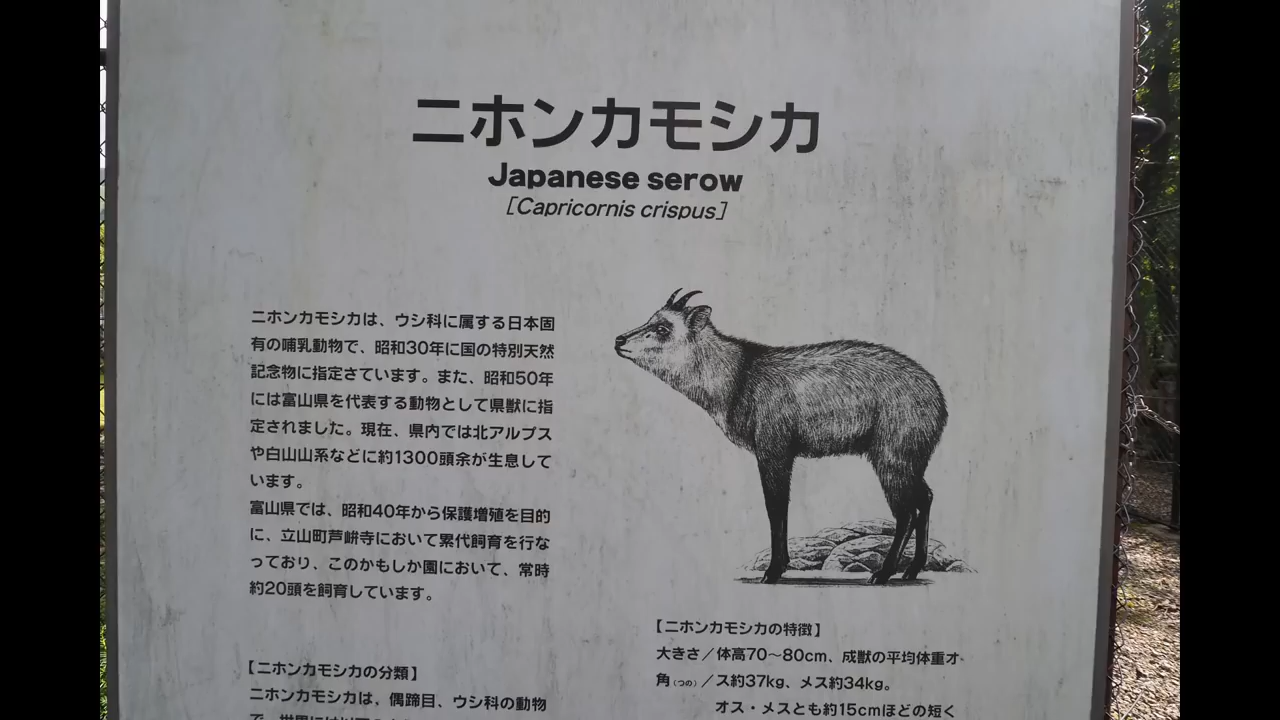 ニホンカモシカ
Japanese serow
[Capricornis crispus]
ニホンカモシカは、ウシ科に属する日本固
有の哺乳動物で、昭和30年に国の特別天然
記念物に指定さています。また、昭和50年
には富山県を代表する動物として県獣に指
定されました。現在、県内では北アルプス
や白山山系などに約1300頭余が生息して
います。
富山県では、昭和40年から保護増殖を目的
に、立山町芦峅寺において累代飼育を行な
っており、このかもしか園において、常時
約20頭を飼育しています。
【ニホンカモシカの分類】
ニホンカモシカは、偶蹄目、ウシ科の動物
【ニホンカモシカの特徴】
大きさ／体高70〜80cm、成獣の平均体重オ
角(つの)／ス約37kg、メス約34kg。
オス・メスとも約15cmほどの短く